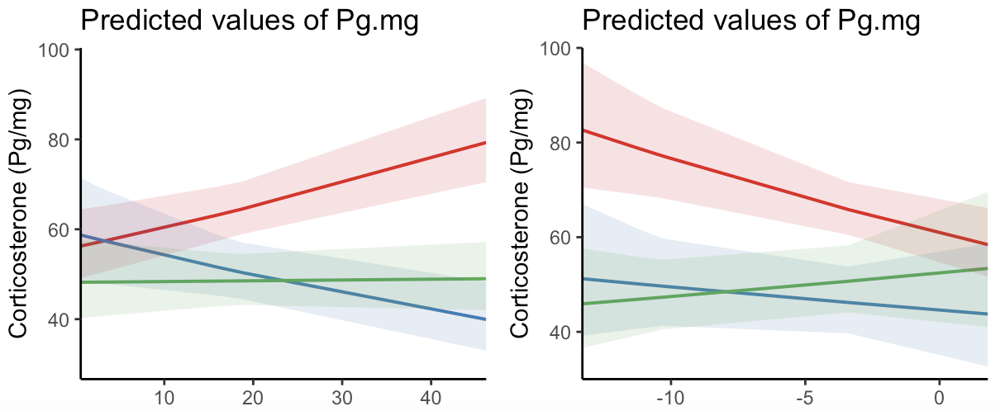 Predicted values of Pg.mg
Corticosterone (Pg/mg)
100
80
60
40
10 20 30 40
Predicted values of Pg.mg
Corticosterone (Pg/mg)
100
80
60
40
-10 -5 0